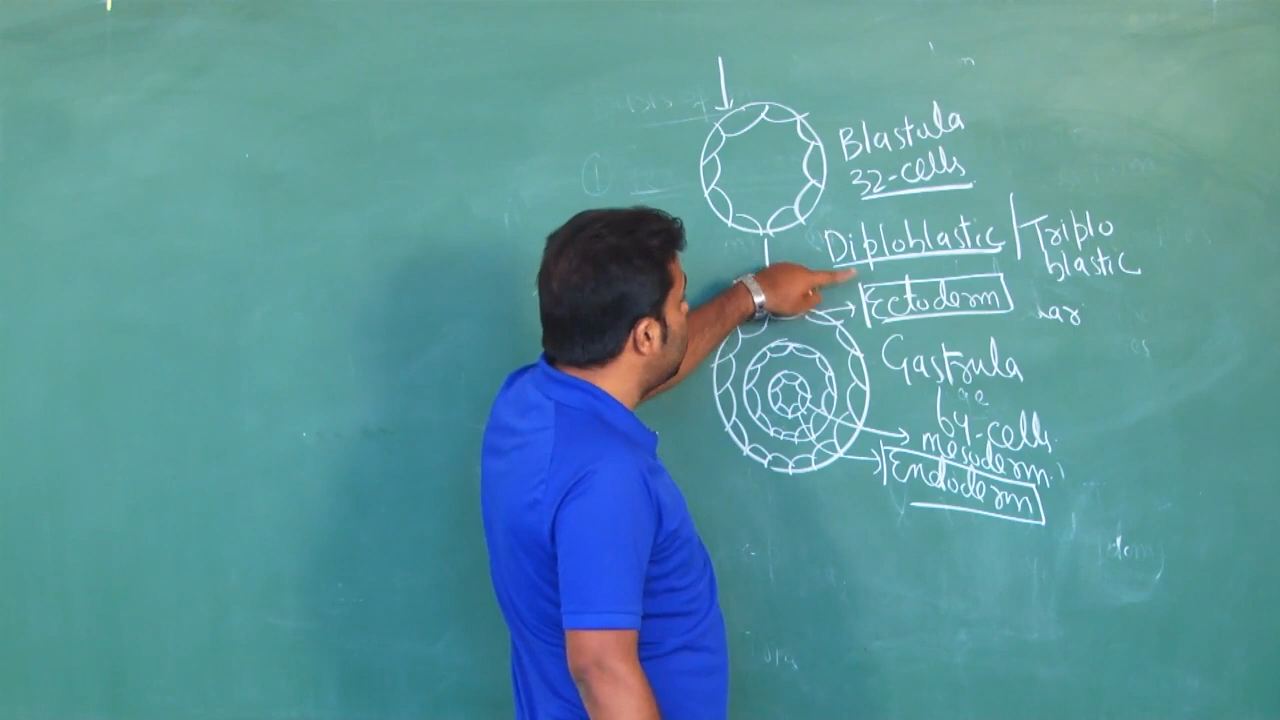 Blastula
32-cells
Diploblastic / Triplo
blastic
Ectoderm
Gastrula
64-cells
mesoderm
Endoderm